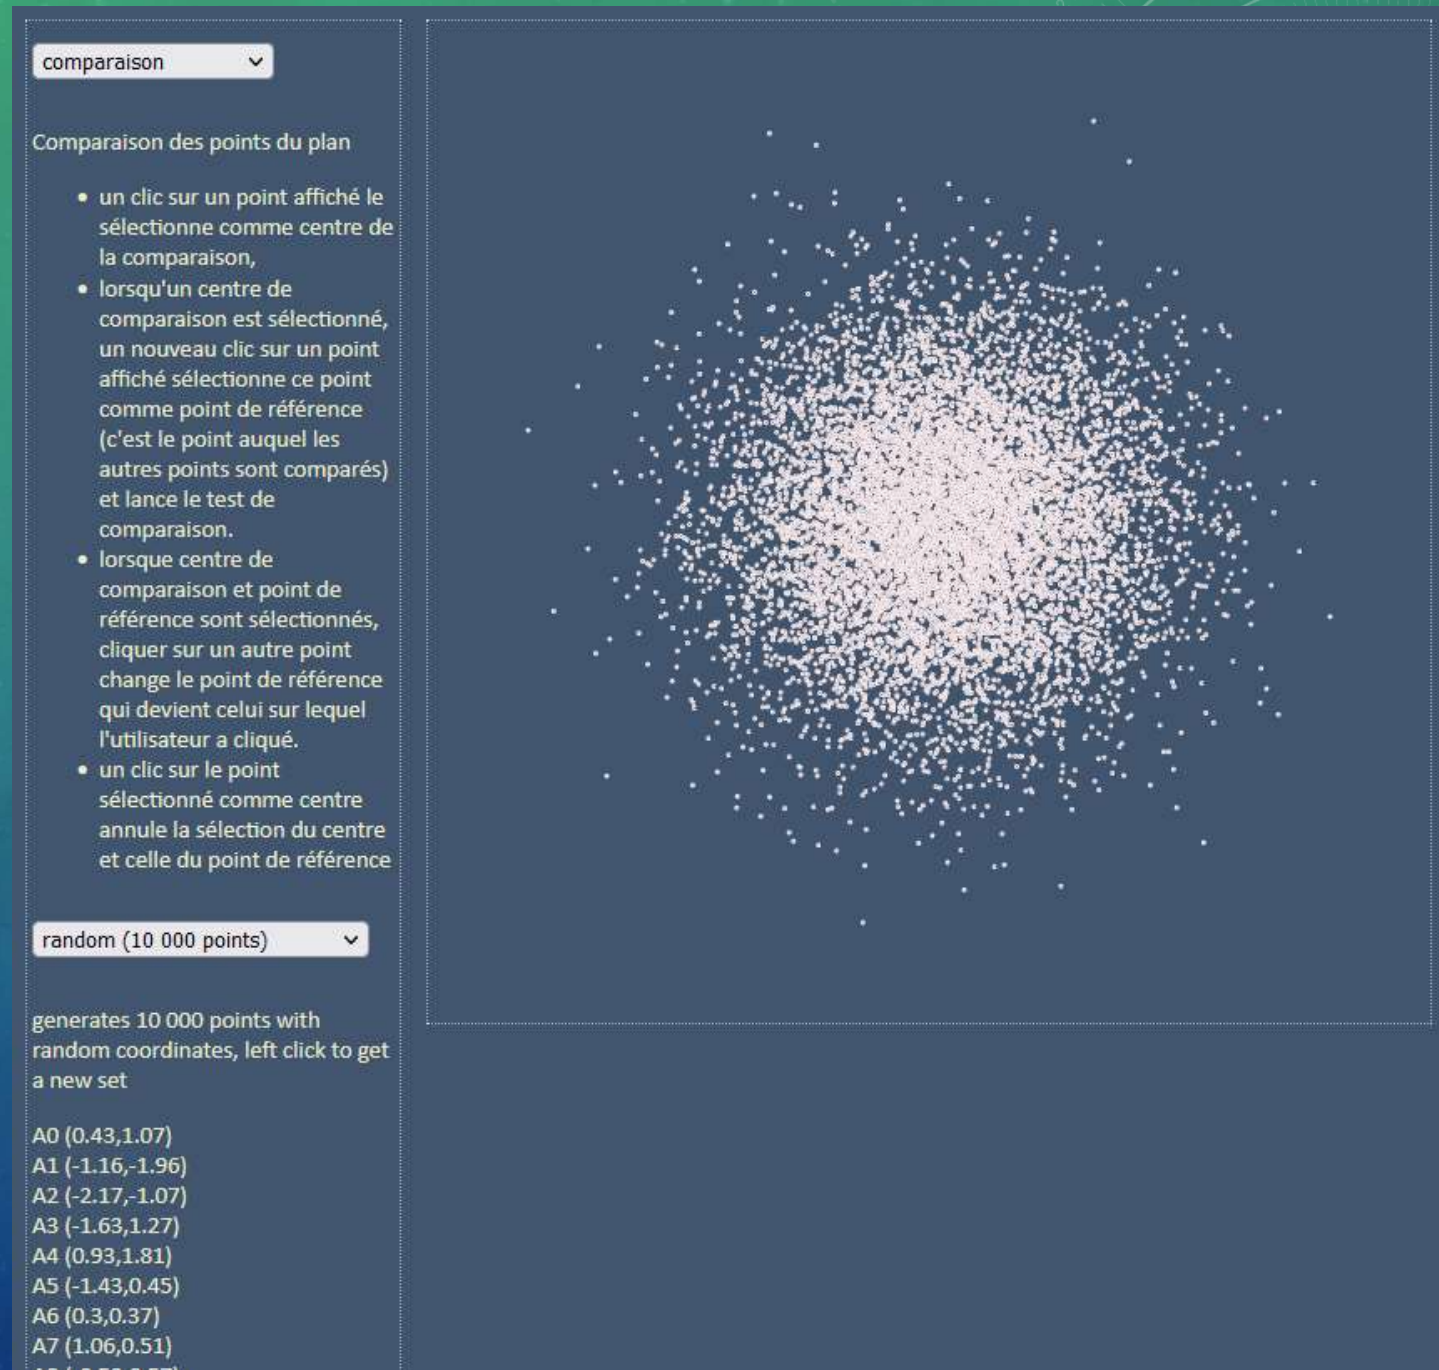 comparaison
Comparaison des points du plan
• un clic sur un point affiché le
sélectionne comme centre de
la comparaison,
• lorsqu'un centre de
comparaison est sélectionné,
un nouveau clic sur un point
affiché sélectionne ce point
comme point de référence
(c'est le point auquel les
autres points sont comparés)
et lance le test de
comparaison.
• lorsque centre de
comparaison et point de
référence sont sélectionnés,
cliquer sur un autre point
change le point de référence
qui devient celui sur lequel
l'utilisateur a cliqué.
• un clic sur le point
sélectionné comme centre
annule la sélection du centre
et celle du point de référence
random (10 000 points)
generates 10 000 points with
random coordinates, left click to get
a new set
A0 (0.43,1.07)
A1 (-1.16,-1.96)
A2 (-2.17,-1.07)
A3 (-1.63,1.27)
A4 (0.93,1.81)
A5 (-1.43,0.45)
A6 (0.3,0.37)
A7 (1.06,0.51)